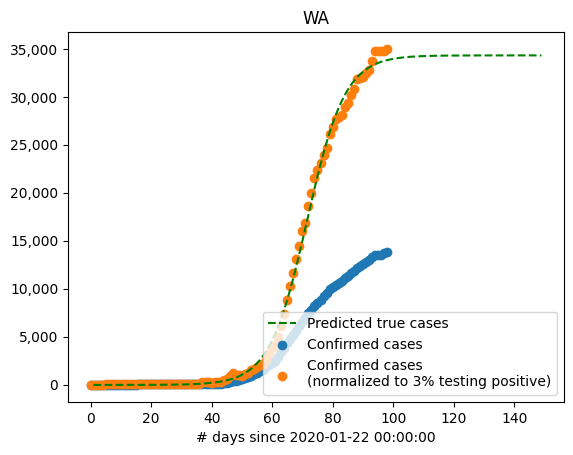 WA
35,000
30,000
25,000
20,000
15,000
10,000
5,000
0
Predicted true cases
Confirmed cases
Confirmed cases
(normalized to 3% testing positive)
0 20 40 60 80 100 120 140
# days since 2020-01-22 00:00:00